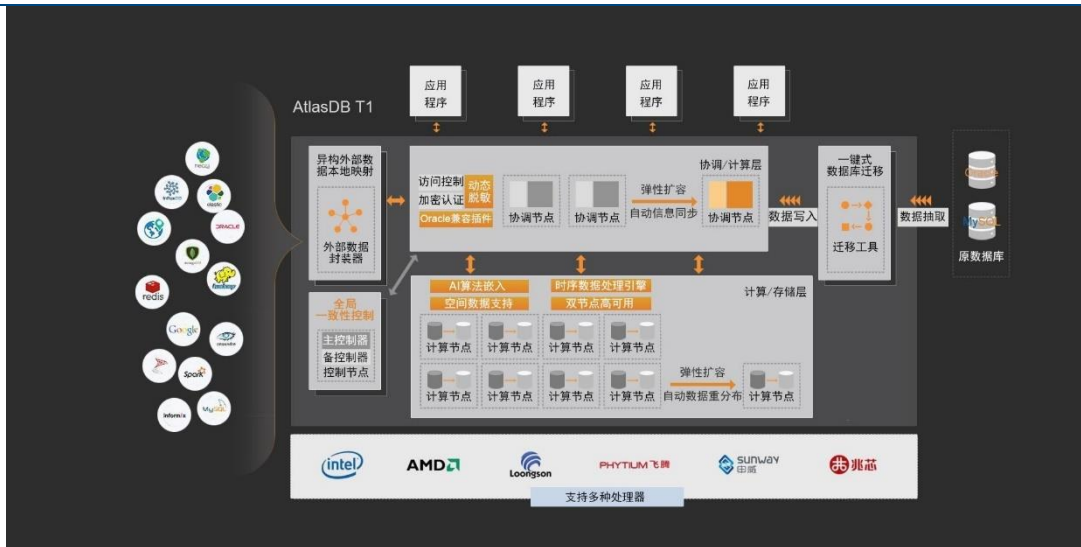 AtlasDB T1
应用
程序
应用
程序
应用
程序
应用
程序
异构外部数
据本地映射
外部数据
封装器
全局
一致性控制
主控制器
备控制器
控制节点
协调/计算层
访问控制
加密认证
动态
脱敏
Oracle兼容插件
协调节点
协调节点
弹性扩容
自动信息同步
协调节点
数据写入
一键式
数据库迁移
迁移工具
数据抽取
Oracle
MySQL
原数据库
计算/存储层
AI算法嵌入
时序数据处理引擎
空间数据支持
双节点高可用
计算节点
计算节点
计算节点
计算节点
计算节点
计算节点
计算节点
计算节点
弹性扩容
自动数据重分布
计算节点
neo4j
influxDB
elastic
ORACLE
mongoDB
redis
Google
Spark
informix
MySQL
intel
AMD
Loongson
PHYTIUM飞腾
SUNWAY
申威
兆芯
支持多种处理器